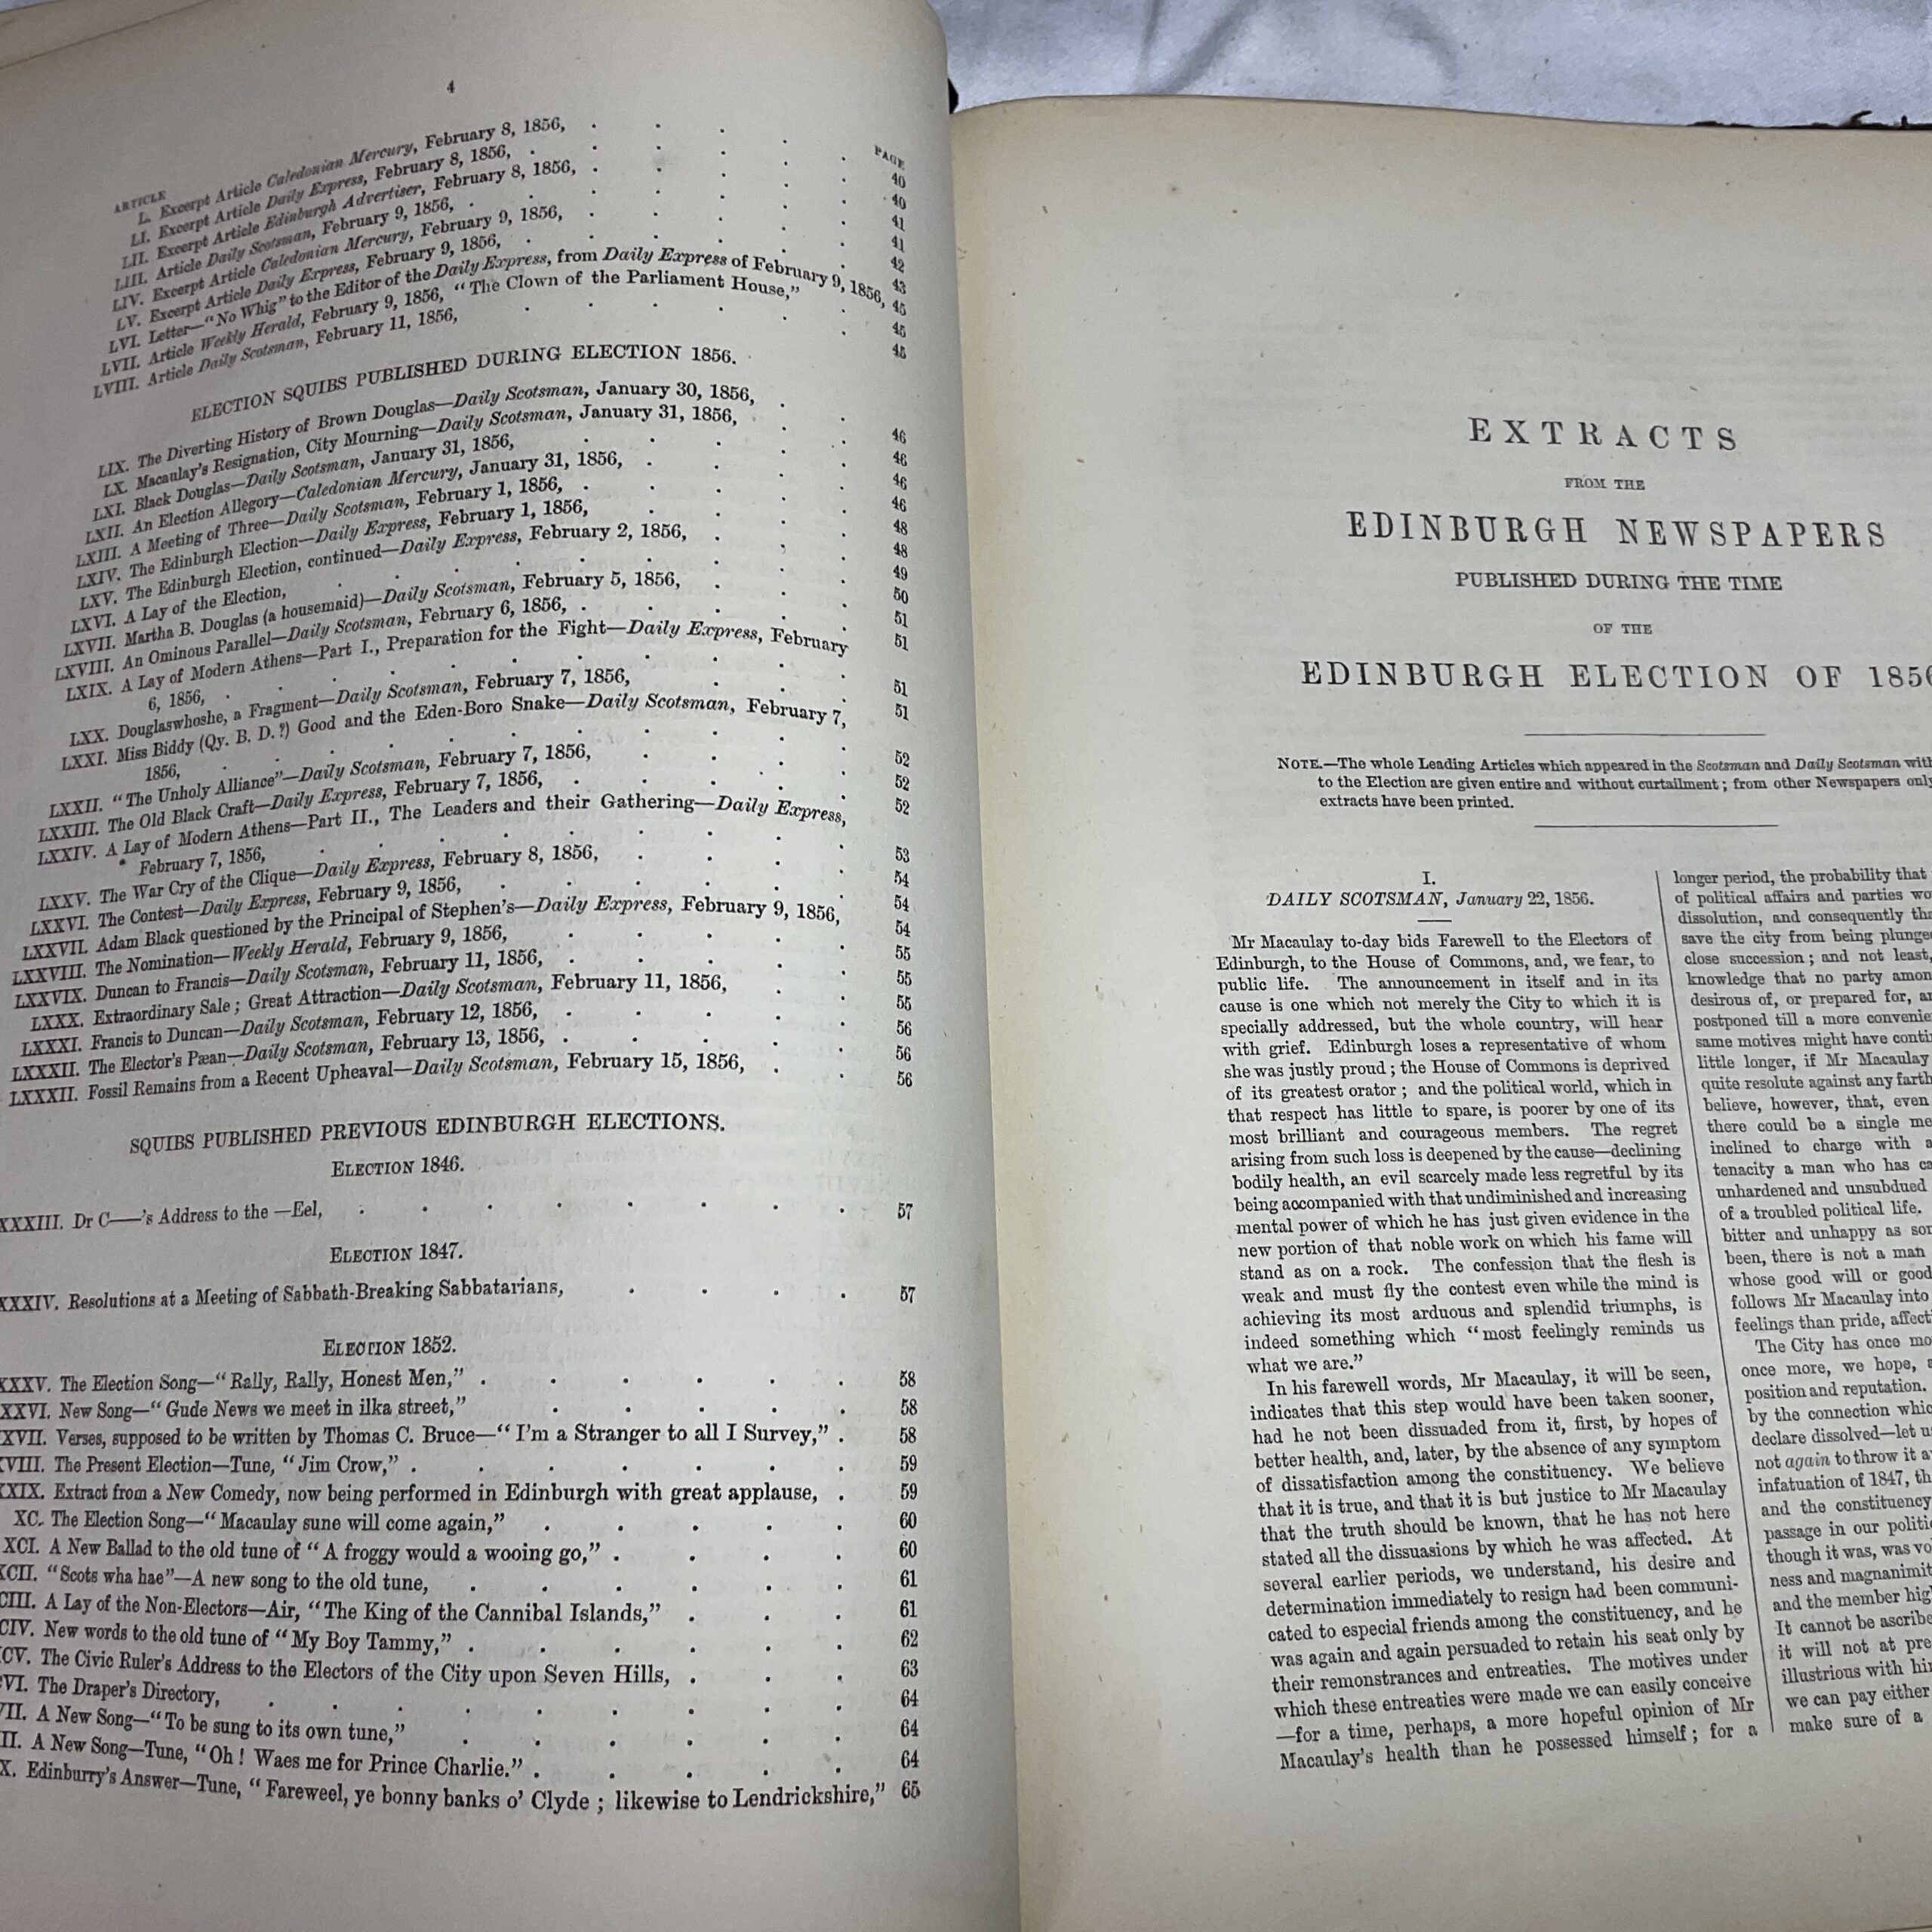 4
ARTICLE
PAGE
L. Excerpt Article Caledonian Mercury, February 8, 1856, . . . . . 40
LI. Excerpt Article Daily Express, February 8, 1856, . . . . . 40
LII. Excerpt Article Edinburgh Advertiser, February 8, 1856, . . . . . 41
LIII. Article Daily Scotsman, February 9, 1856, . . . . . 41
LIV. Excerpt Article Caledonian Mercury, February 9, 1856, . . . . . 42
LV. Excerpt Article Daily Express, February 9, 1856, . . . . . 43
LVI. Letter—"No Whig" to the Editor of the Daily Express, from Daily Express of February 9, 1856, 45
LVII. Article Weekly Herald, February 9, 1856, "The Clown of the Parliament House," . 45
LVIII. Article Daily Scotsman, February 11, 1856, . . . . . 45
ELECTION SQUIBS PUBLISHED DURING ELECTION 1856.
LIX. The Diverting History of Brown Douglas—Daily Scotsman, January 30, 1856, . . 46
LX. Macaulay's Resignation, City Mourning—Daily Scotsman, January 31, 1856, . . 46
LXI. Black Douglas—Daily Scotsman, January 31, 1856, . . . . . 46
LXII. An Election Allegory—Caledonian Mercury, January 31, 1856, . . . . 46
LXIII. A Meeting of Three—Daily Scotsman, February 1, 1856, . . . . . 48
LXIV. The Edinburgh Election—Daily Express, February 1, 1856, . . . . 48
LXV. The Edinburgh Election, continued—Daily Express, February 2, 1856, . . . 49
LXVI. A Lay of the Election, . . . . . . . . 50
LXVII. Martha B. Douglas (a housemaid)—Daily Scotsman, February 5, 1856, . . . 51
LXVIII. An Ominous Parallel—Daily Scotsman, February 6, 1856, . . . . . 51
LXIX. A Lay of Modern Athens—Part I., Preparation for the Fight—Daily Express, February
6, 1856, . . . . . . . . . 51
LXX. Douglaswhoshe, a Fragment—Daily Scotsman, February 7, 1856, . . . 51
LXXI. Miss Biddy (Qy. B. D.?) Good and the Eden-Boro Snake—Daily Scotsman, February 7,
1856, . . . . . . . . . 52
LXXII. "The Unholy Alliance"—Daily Scotsman, February 7, 1856, . . . . 52
LXXIII. The Old Black Craft—Daily Express, February 7, 1856, . . . . . 52
LXXIV. A Lay of Modern Athens—Part II., The Leaders and their Gathering—Daily Express,
February 7, 1856, . . . . . . . . 53
LXXV. The War Cry of the Clique—Daily Express, February 8, 1856, . . . . 54
LXXVI. The Contest—Daily Express, February 9, 1856, . . . . . . 54
LXXVII. Adam Black questioned by the Principal of Stephen's—Daily Express, February 9, 1856, . 54
LXXVIII. The Nomination—Weekly Herald, February 9, 1856, . . . . . 55
LXXVIX. Duncan to Francis—Daily Scotsman, February 11, 1856, . . . . . 55
LXXX. Extraordinary Sale; Great Attraction—Daily Scotsman, February 11, 1856, . . 55
LXXXI. Francis to Duncan—Daily Scotsman, February 12, 1856, . . . . . 56
LXXXII. The Elector's Pæan—Daily Scotsman, February 13, 1856, . . . . . 56
LXXXII. Fossil Remains from a Recent Upheaval—Daily Scotsman, February 15, 1856, . . 56
SQUIBS PUBLISHED PREVIOUS EDINBURGH ELECTIONS.
ELECTION 1846.
XXXIII. Dr C——'s Address to the —Eel, . . . . . . . . 57
ELECTION 1847.
XXXIV. Resolutions at a Meeting of Sabbath-Breaking Sabbatarians, . . . . 57
ELECTION 1852.
XXXV. The Election Song—"Rally, Rally, Honest Men," . . . . . . 58
XXVI. New Song—"Gude News we meet in ilka street," . . . . . 58
XVII. Verses, supposed to be written by Thomas C. Bruce—"I'm a Stranger to all I Survey," . 58
VIII. The Present Election—Tune, "Jim Crow," . . . . . . . 59
XXIX. Extract from a New Comedy, now being performed in Edinburgh with great applause, . 59
XC. The Election Song—"Macaulay sune will come again," . . . . . 60
XCI. A New Ballad to the old tune of "A froggy would a wooing go," . . . . 60
XCII. "Scots wha hae"—A new song to the old tune, . . . . . . 61
CIII. A Lay of the Non-Electors—Air, "The King of the Cannibal Islands," . . . 61
CIV. New words to the old tune of "My Boy Tammy," . . . . . . 62
CV. The Civic Ruler's Address to the Electors of the City upon Seven Hills, . . . 63
VI. The Draper's Directory, . . . . . . . . . 64
VII. A New Song—"To be sung to its own tune," . . . . . . 64
III. A New Song—Tune, "Oh! Waes me for Prince Charlie." . . . . . 64
X. Edinburry's Answer—Tune, "Fareweel, ye bonny banks o' Clyde; likewise to Lendrickshire," 65
EXTRACTS
FROM THE
EDINBURGH NEWSPAPERS
PUBLISHED DURING THE TIME
OF THE
EDINBURGH ELECTION OF 1856
NOTE.—The whole Leading Articles which appeared in the Scotsman and Daily Scotsman with
to the Election are given entire and without curtailment; from other Newspapers only
extracts have been printed.
I.
DAILY SCOTSMAN, January 22, 1856.
Mr Macaulay to-day bids Farewell to the Electors of
Edinburgh, to the House of Commons, and, we fear, to
public life. The announcement in itself and in its
cause is one which not merely the City to which it is
specially addressed, but the whole country, will hear
with grief. Edinburgh loses a representative of whom
she was justly proud; the House of Commons is deprived
of its greatest orator; and the political world, which in
that respect has little to spare, is poorer by one of its
most brilliant and courageous members. The regret
arising from such loss is deepened by the cause—declining
bodily health, an evil scarcely made less regretful by its
being accompanied with that undiminished and increasing
mental power of which he has just given evidence in the
new portion of that noble work on which his fame will
stand as on a rock. The confession that the flesh is
weak and must fly the contest even while the mind is
achieving its most arduous and splendid triumphs, is
indeed something which "most feelingly reminds us
what we are."
In his farewell words, Mr Macaulay, it will be seen,
indicates that this step would have been taken sooner,
had he not been dissuaded from it, first, by hopes of
better health, and, later, by the absence of any symptom
of dissatisfaction among the constituency. We believe
that it is true, and that it is but justice to Mr Macaulay
that the truth should be known, that he has not here
stated all the dissuasions by which he was affected. At
several earlier periods, we understand, his desire and
determination immediately to resign had been communi-
cated to especial friends among the constituency, and he
was again and again persuaded to retain his seat only by
their remonstrances and entreaties. The motives under
which these entreaties were made we can easily conceive
—for a time, perhaps, a more hopeful opinion of Mr
Macaulay's health than he possessed himself; for a
longer period, the probability that
of political affairs and parties wo
dissolution, and consequently tha
save the city from being plunge
close succession; and not least,
knowledge that no party amon
desirous of, or prepared for, a
postponed till a more convenie
same motives might have conti
little longer, if Mr Macaulay
quite resolute against any farth
believe, however, that, even
there could be a single me
inclined to charge with a
tenacity a man who has ca
unhardened and unsubdued
of a troubled political life.
bitter and unhappy as so
been, there is not a man
whose good will or good
follows Mr Macaulay into
feelings than pride, affect
The City has once mo
once more, we hope, a
position and reputation.
by the connection whic
declare dissolved—let u
not again to throw it a
infatuation of 1847, th
and the constituency
passage in our politi
though it was, was vo
ness and magnanimit
and the member hig
It cannot be ascribe
it will not at pre
illustrious with hi
we can pay either
make sure of a